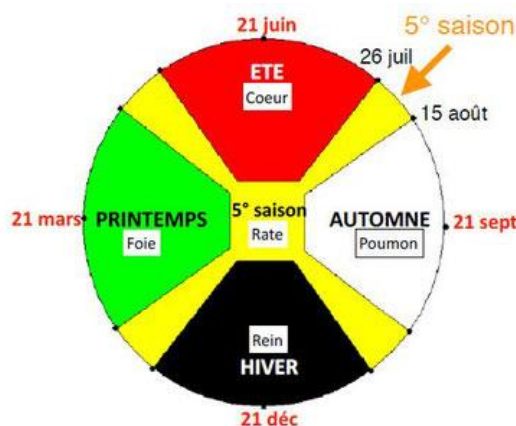 5° saison
21 juin
26 juil
ETE
Coeur
15 août
21 mars
PRINTEMPS
Foie
5° saison
Rate
AUTOMNE
Poumon
21 sept
Rein
HIVER
21 déc